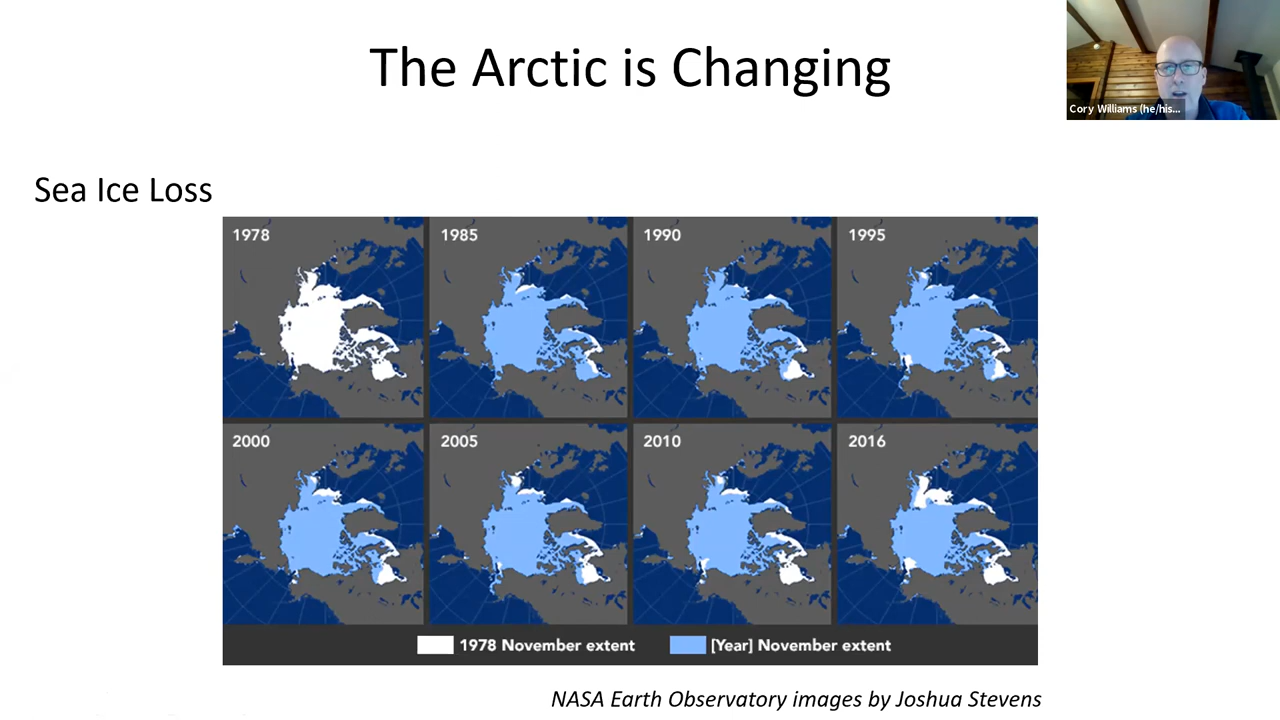 The Arctic is Changing
Cory Williams (he/his...
Sea Ice Loss
1978
1985
1990
1995
2000
2005
2010
2016
1978 November extent
[Year] November extent
NASA Earth Observatory images by Joshua Stevens